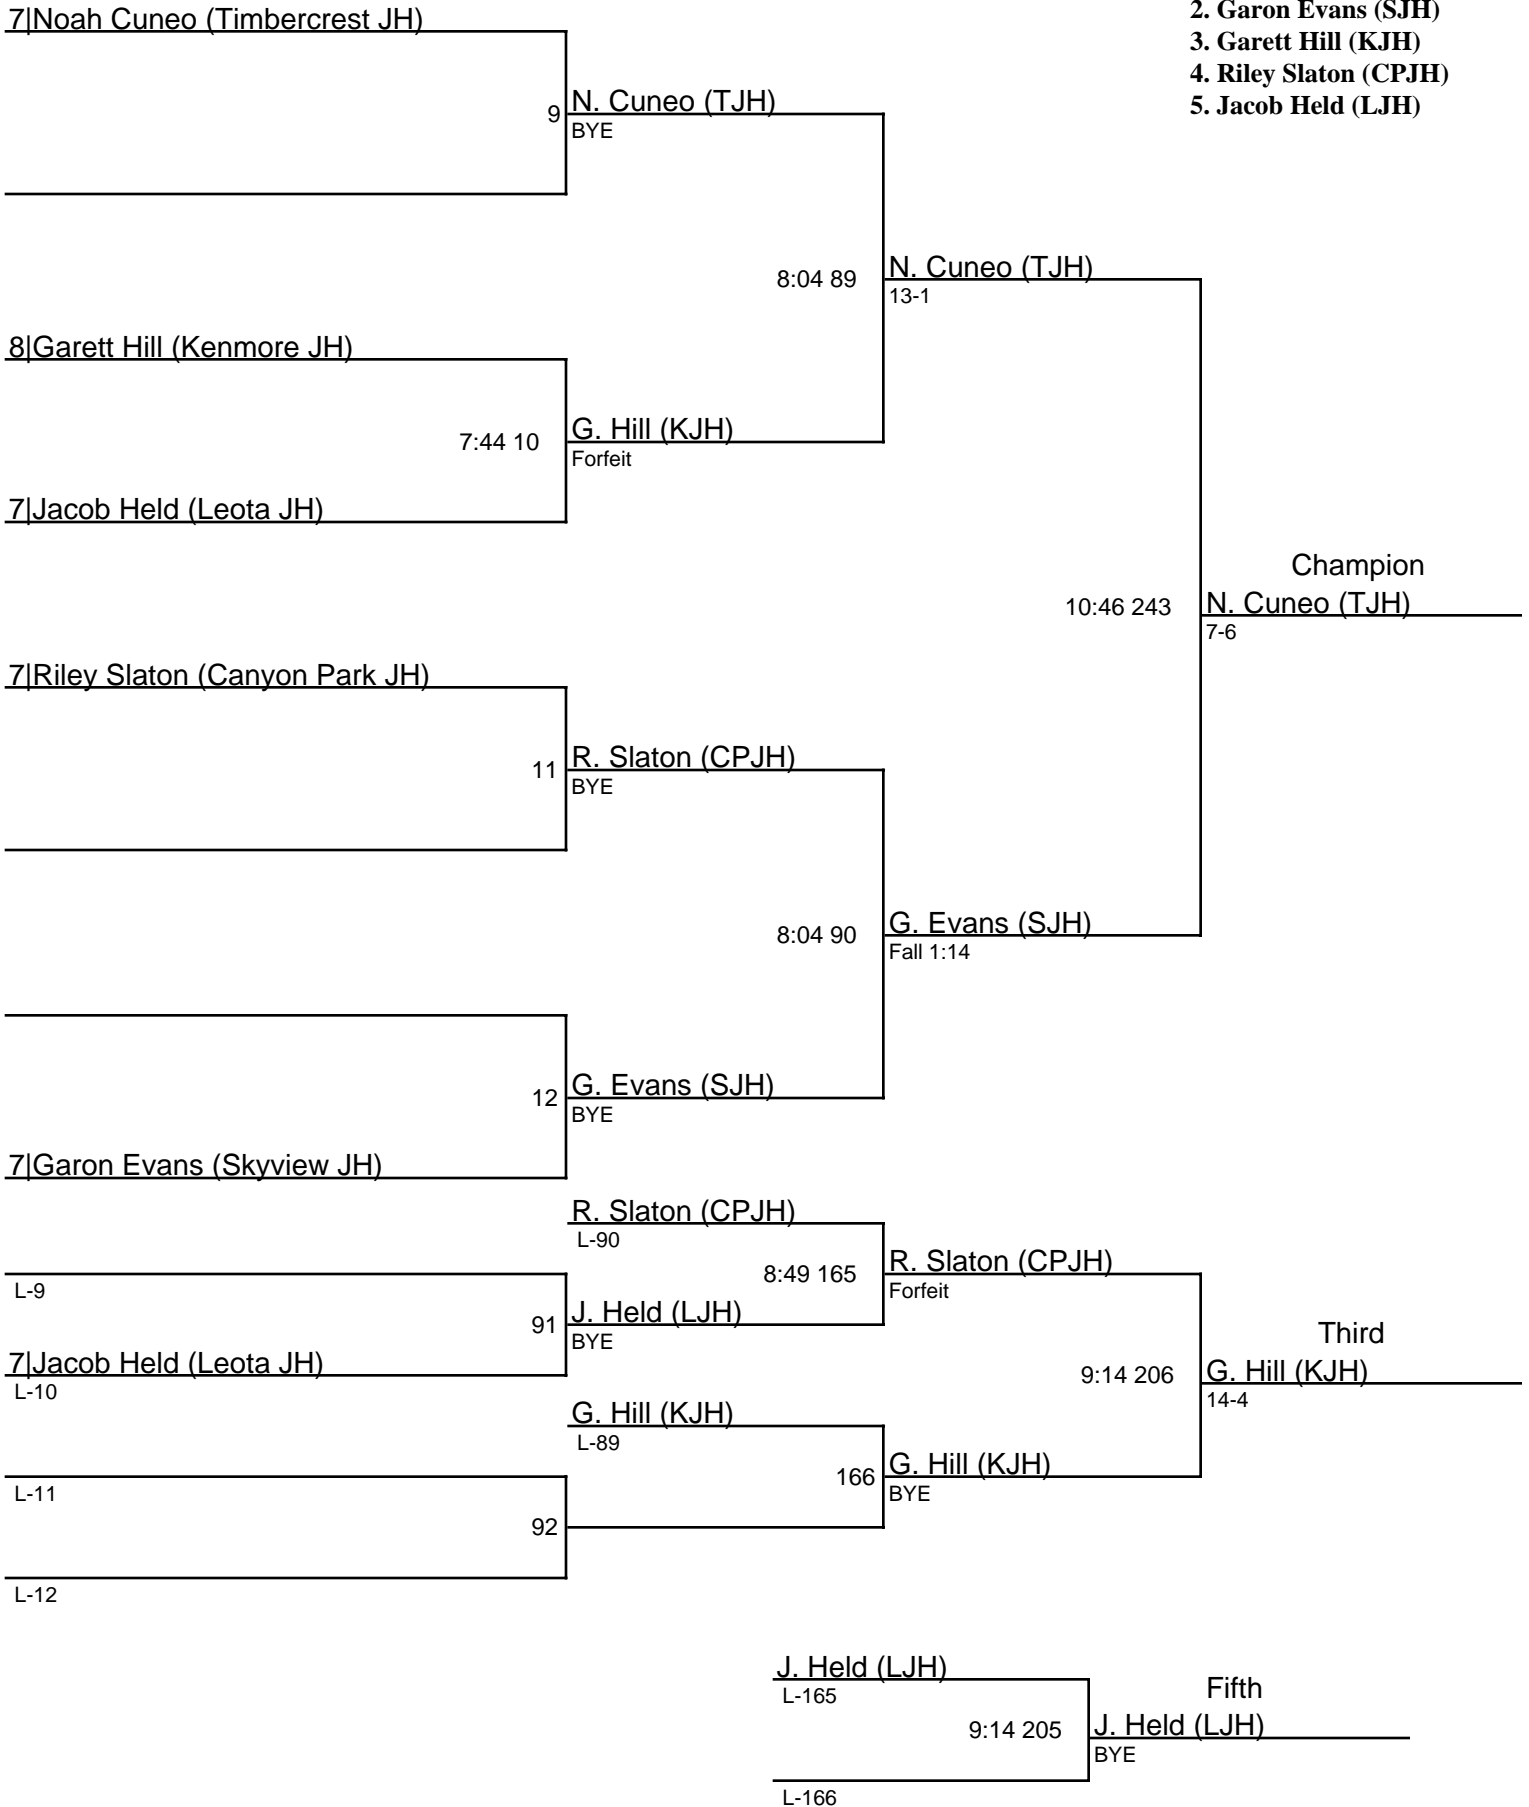 7|Noah Cuneo (Timbercrest JH)
2. Garon Evans (SJH)
3. Garett Hill (KJH)
4. Riley Slaton (CPJH)
5. Jacob Held (LJH)
9
N. Cuneo (TJH)
BYE
8:04 89
N. Cuneo (TJH)
13-1
8|Garett Hill (Kenmore JH)
7:44 10
G. Hill (KJH)
Forfeit
7|Jacob Held (Leota JH)
Champion
10:46 243
N. Cuneo (TJH)
7-6
7|Riley Slaton (Canyon Park JH)
11
R. Slaton (CPJH)
BYE
8:04 90
G. Evans (SJH)
Fall 1:14
12
G. Evans (SJH)
BYE
7|Garon Evans (Skyview JH)
R. Slaton (CPJH)
L-90
8:49 165
R. Slaton (CPJH)
Forfeit
L-9
91
J. Held (LJH)
BYE
7|Jacob Held (Leota JH)
L-10
Third
9:14 206
G. Hill (KJH)
14-4
G. Hill (KJH)
L-89
166
G. Hill (KJH)
BYE
L-11
92
L-12
J. Held (LJH)
L-165
Fifth
9:14 205
J. Held (LJH)
BYE
L-166